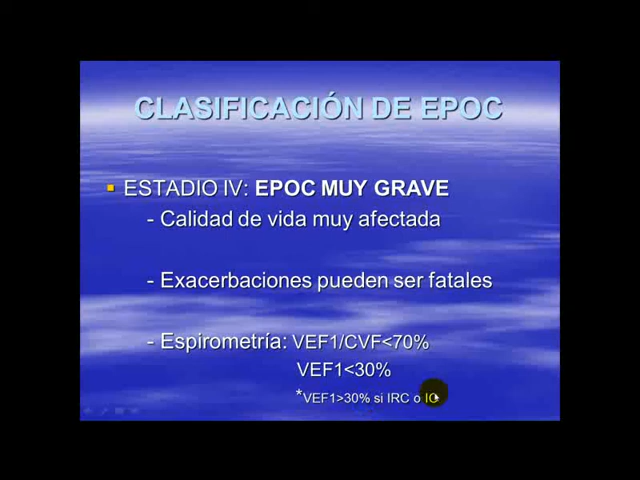 CLASIFICACIÓN DE EPOC
ESTADIO IV: EPOC MUY GRAVE
- Calidad de vida muy afectada
- Exacerbaciones pueden ser fatales
- Espirometría: VEF1/CVF<70%
VEF1<30%
*VEF1>30% si IRC o IC